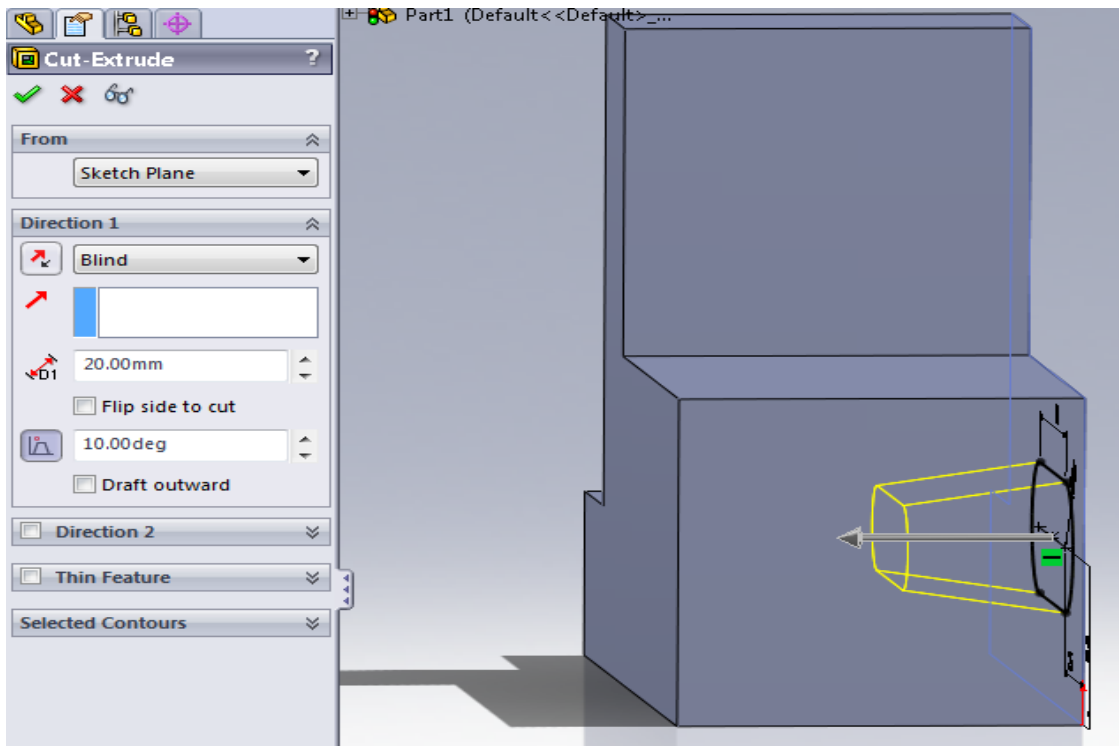 Part1 (Default<<Default>_...
Cut-Extrude ?
From
Sketch Plane
Direction 1
Blind
D1
20.00mm
Flip side to cut
10.00deg
Draft outward
Direction 2
Thin Feature
Selected Contours